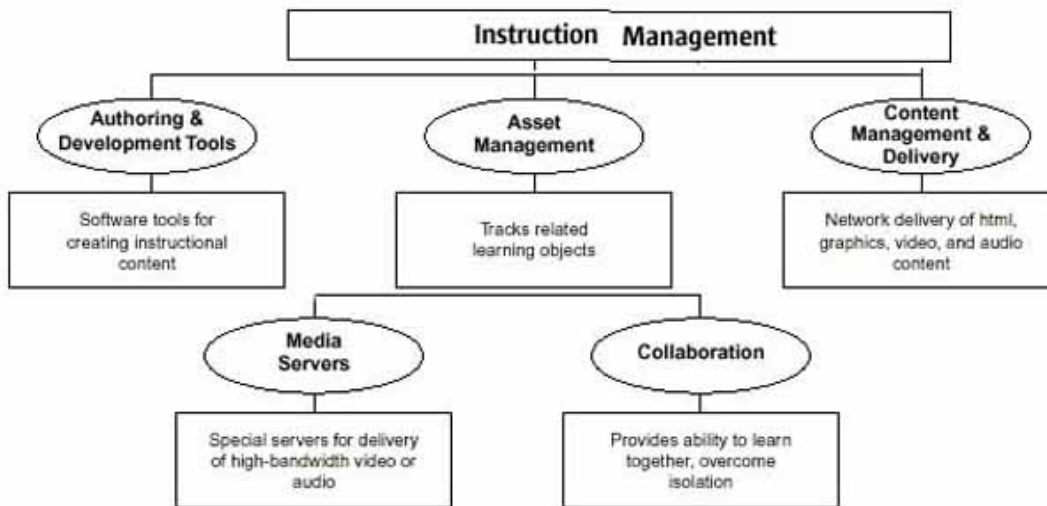 Instruction Management
Authoring &
Development Tools
Software tools for
creating instructional
content
Asset
Management
Tracks related
learning objects
Content
Management &
Delivery
Network delivery of html,
graphics, video, and audio
content
Media
Servers
Special servers for delivery
of high-bandwidth video or
audio
Collaboration
Provides ability to learn
together, overcome
isolation